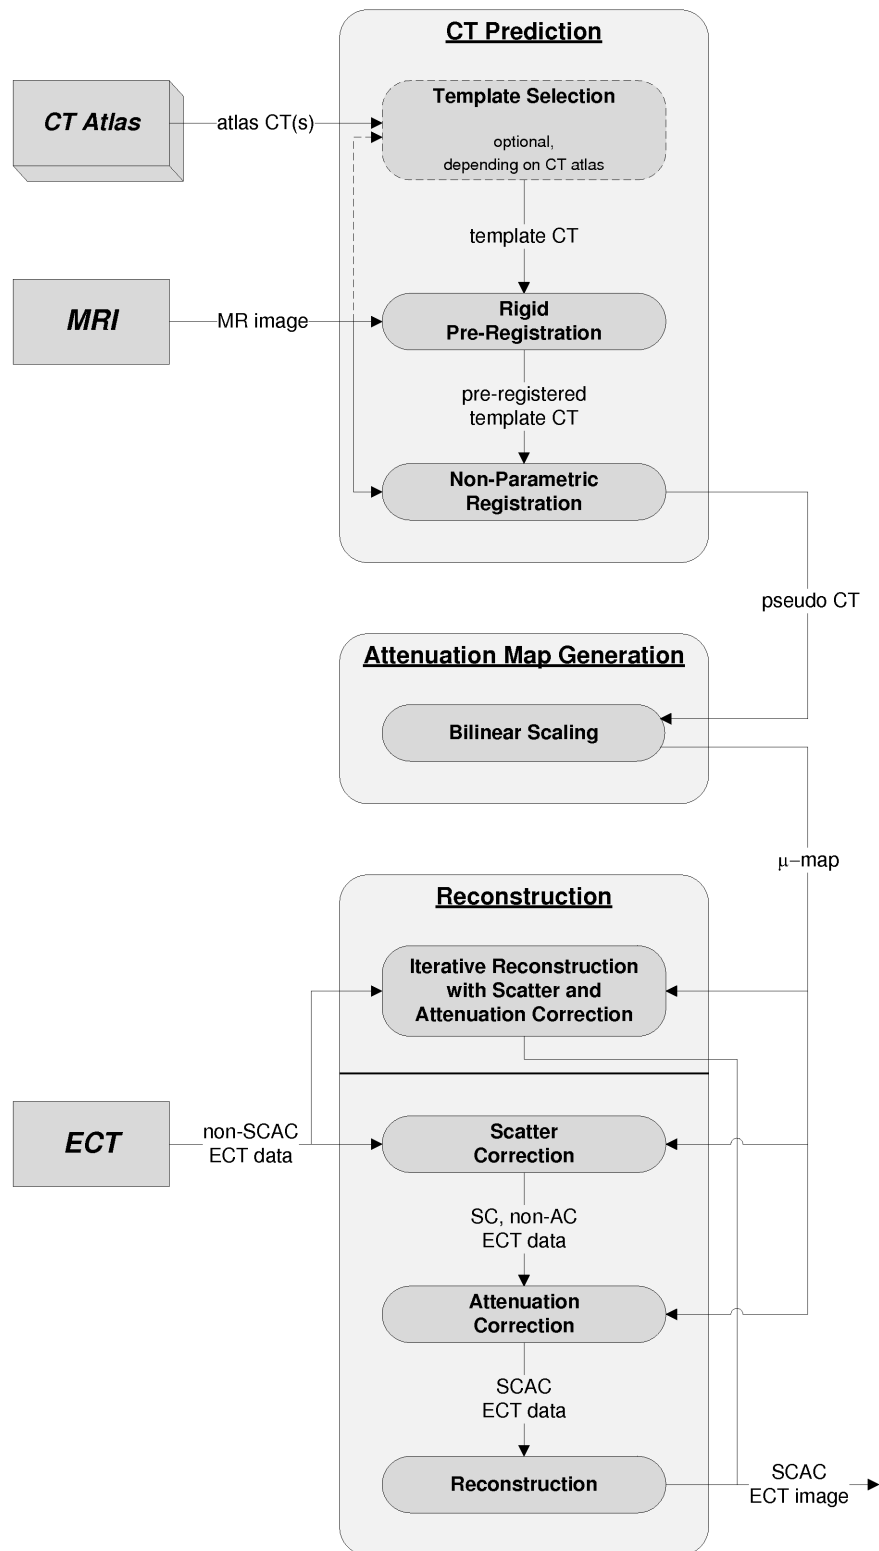 CT Prediction
CT Atlas
atlas CT(s)
Template Selection
optional,
depending on CT atlas
template CT
MRI
MR image
Rigid
Pre-Registration
pre-registered
template CT
Non-Parametric
Registration
pseudo CT
Attenuation Map Generation
Bilinear Scaling
μ−map
Reconstruction
Iterative Reconstruction
with Scatter and
Attenuation Correction
ECT
non-SCAC
ECT data
Scatter
Correction
SC, non-AC
ECT data
Attenuation
Correction
SCAC
ECT data
Reconstruction
SCAC
ECT image